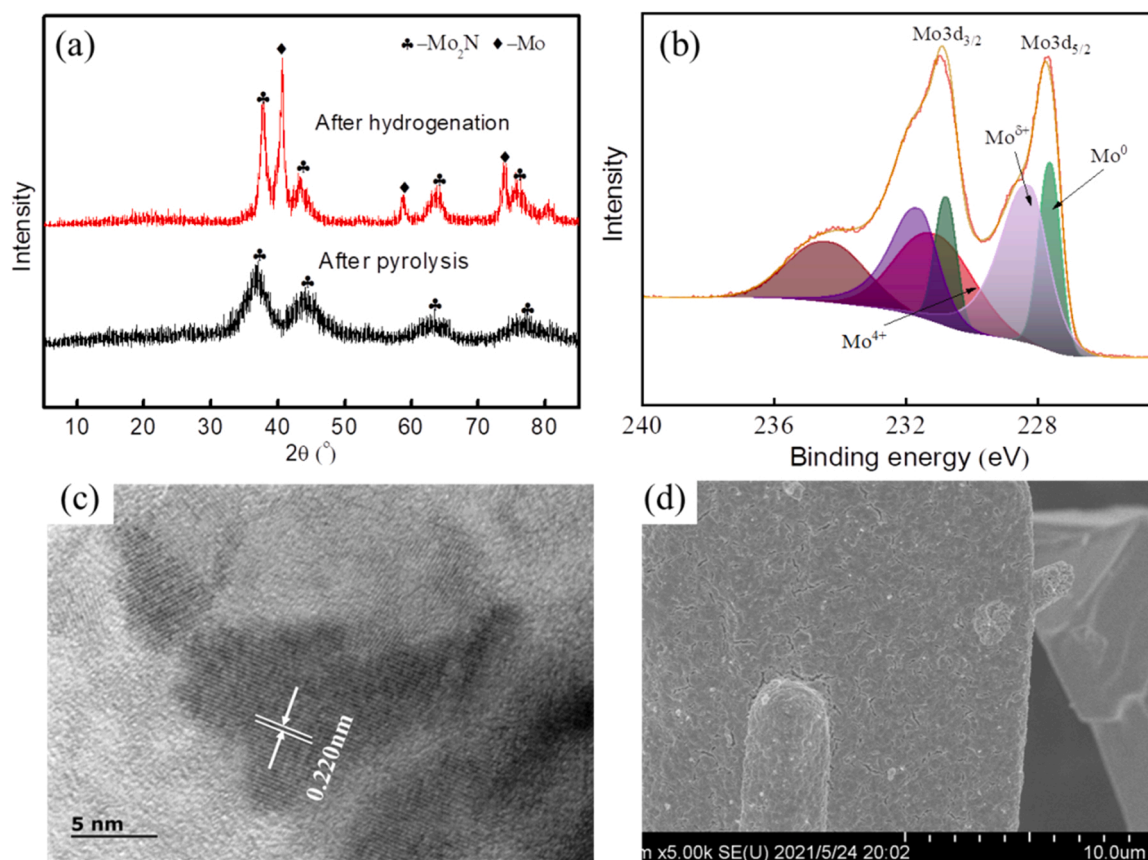 (a)
♣–Mo₂N ♦–Mo
After hydrogenation
After pyrolysis
Intensity
10 20 30 40 50 60 70 80
2θ (°)
(b)
Mo3d₃/₂ Mo3d₅/₂
Mo^δ+
Mo⁰
Mo⁴⁺
Intensity
240 236 232 228
Binding energy (eV)
(c)
0.220nm
5 nm
(d)
m x5.00k SE(U) 2021/5/24 20:02 10.0um